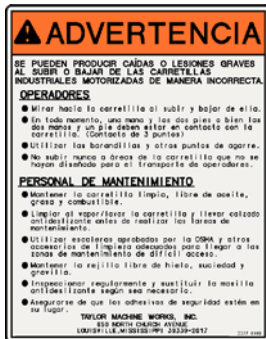 ADVERTENCIA
SE PUEDEN PRODUCIR CAÍDAS O LESIONES GRAVES
AL SUBIR O BAJAR DE LAS CARRETILLAS
INDUSTRIALES MOTORIZADAS DE MANERA INCORRECTA.
OPERADORES
● Mirar hacia la carretilla al subir y bajar de ella.
● En todo momento, una mano y los dos pies o bien las
dos manos y un pie deben estar en contacto con la
carretilla. (Contacto de 3 puntos)
● Utilizar las barandillas y otros puntos de agarre.
● No subir nunca a áreas de la carretilla que no se
hayan diseñado para el transporte de operadores.
PERSONAL DE MANTENIMIENTO
● Mantener la carretilla limpia, libre de aceite,
grasa y combustible.
● Limpiar al vapor/lavar la carretilla y llevar calzado
antideslizante antes de realizar las tareas de
mantenimiento.
● Utilizar escaleras aprobadas por la OSHA y otros
accesorios de limpieza adecuados para llegar a las
zonas de mantenimiento de difícil acceso.
● Mantener la rejilla libre de hielo, suciedad y
gravilla.
● Inspeccionar regularmente y sustituir la masilla
antideslizante según sea necesario.
● Asegurarse de que los adhesivos de seguridad estén en
su lugar.
TAYLOR MACHINE WORKS, INC.
650 NORTH CHURCH AVENUE
LOUISVILLE, MISSISSIPPI 39339-2017